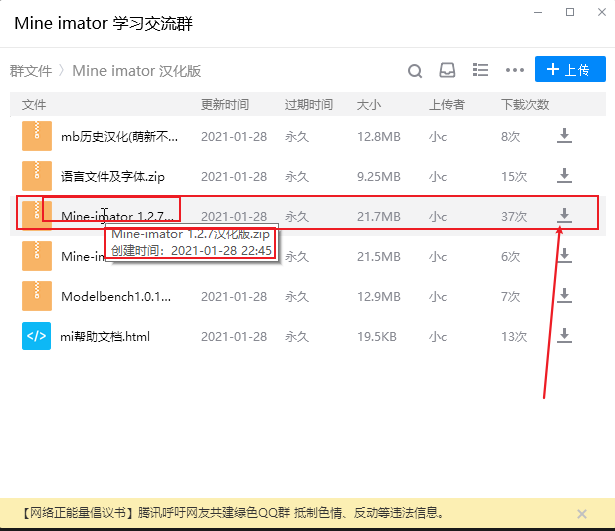 Mine imator 学习交流群
群文件 〉 Mine imator 汉化版
上传
文件 更新时间 过期时间 大小 上传者 下载次数
mb历史汉化(萌新不... 2021-01-28 永久 12.8MB 小c 8次
语言文件及字体.zip 2021-01-28 永久 9.25MB 小c 15次
Mine-imator 1.2.7... 2021-01-28 永久 21.7MB 小c 37次
Mine-imator 1.2.7汉化版.zip
创建时间：2021-01-28 22:45
Mine-im 永久 21.5MB 小c 6次
Modelbench1.0.1... 2021-01-28 永久 12.9MB 小c 7次
mi帮助文档.html 2021-01-28 永久 19.5KB 小c 13次
【网络正能量倡议书】腾讯呼吁网友共建绿色QQ群 抵制色情、反动等违法信息。